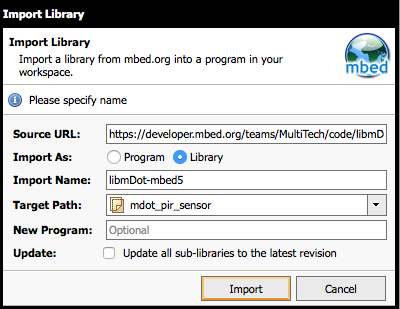 Import Library
Import Library
Import a library from mbed.org into a program in your
workspace.
mbed
Please specify name
Source URL: https://developer.mbed.org/teams/MultiTech/code/libmD
Import As: Program Library
Import Name: libmDot-mbed5
Target Path: mdot_pir_sensor
New Program: Optional
Update: Update all sub-libraries to the latest revision
Import Cancel